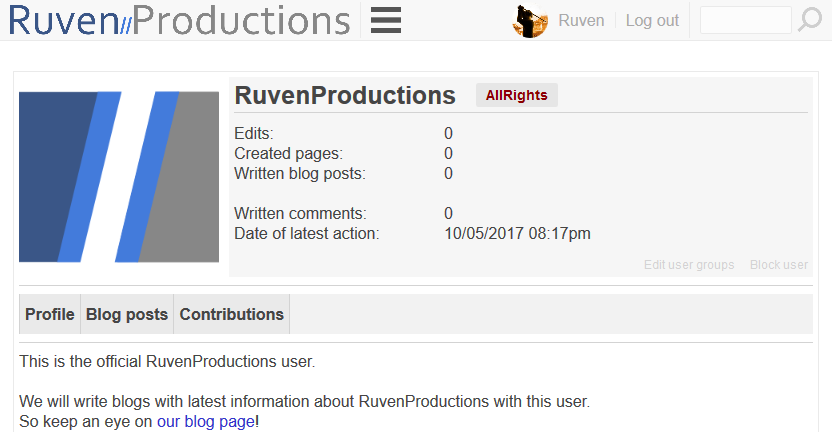 Ruven//Productions
Ruven
Log out
RuvenProductions
AllRights
Edits: 0
Created pages: 0
Written blog posts: 0
Written comments: 0
Date of latest action: 10/05/2017 08:17pm
Edit user groups Block user
Profile Blog posts Contributions
This is the official RuvenProductions user.
We will write blogs with latest information about RuvenProductions with this user.
So keep an eye on our blog page!